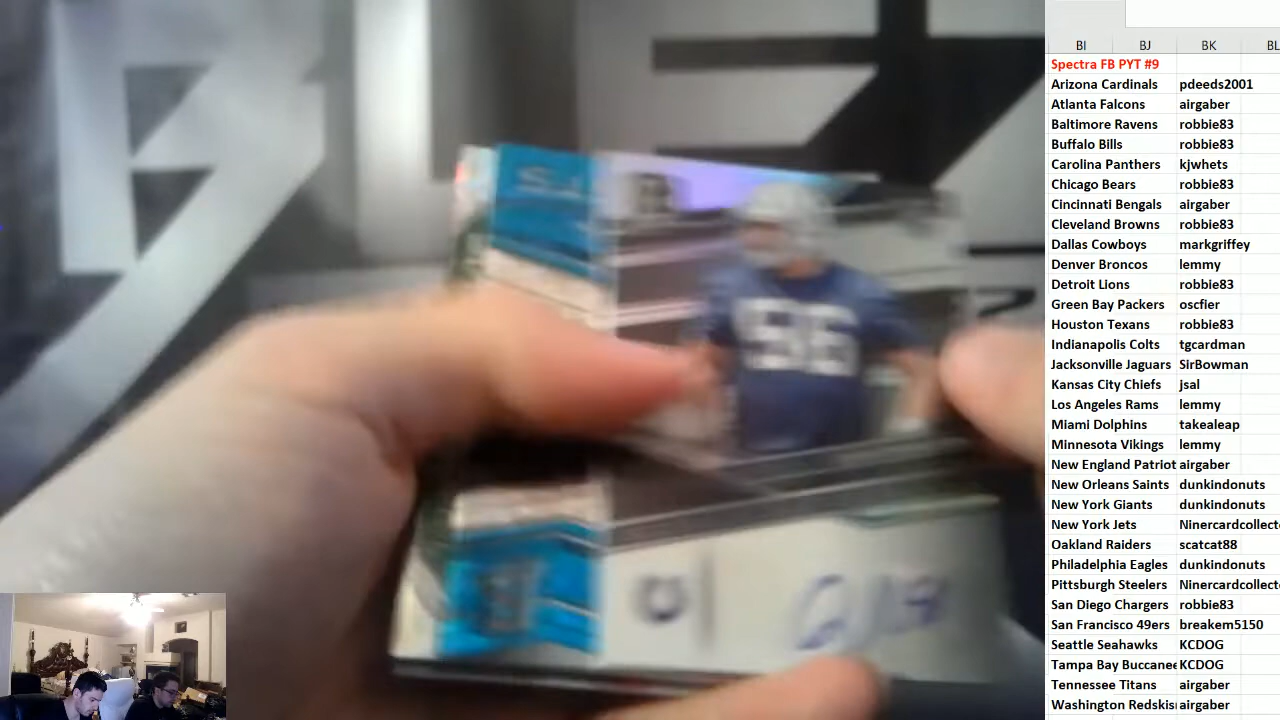 BI BJ BK BL
Spectra FB PYT #9
Arizona Cardinals pdeeds2001
Atlanta Falcons airgaber
Baltimore Ravens robbie83
Buffalo Bills robbie83
Carolina Panthers kjwhets
Chicago Bears robbie83
Cincinnati Bengals airgaber
Cleveland Browns robbie83
Dallas Cowboys markgriffey
Denver Broncos lemmy
Detroit Lions robbie83
Green Bay Packers oscfier
Houston Texans robbie83
Indianapolis Colts tgcardman
Jacksonville Jaguars SirBowman
Kansas City Chiefs jsal
Los Angeles Rams lemmy
Miami Dolphins takealeap
Minnesota Vikings lemmy
New England Patriot airgaber
New Orleans Saints dunkindonuts
New York Giants dunkindonuts
New York Jets Ninercardcollect
Oakland Raiders scatcat88
Philadelphia Eagles dunkindonuts
Pittsburgh Steelers Ninercardcollect
San Diego Chargers robbie83
San Francisco 49ers breakem5150
Seattle Seahawks KCDOG
Tampa Bay Buccanee KCDOG
Tennessee Titans airgaber
Washington Redskis airgaber
96